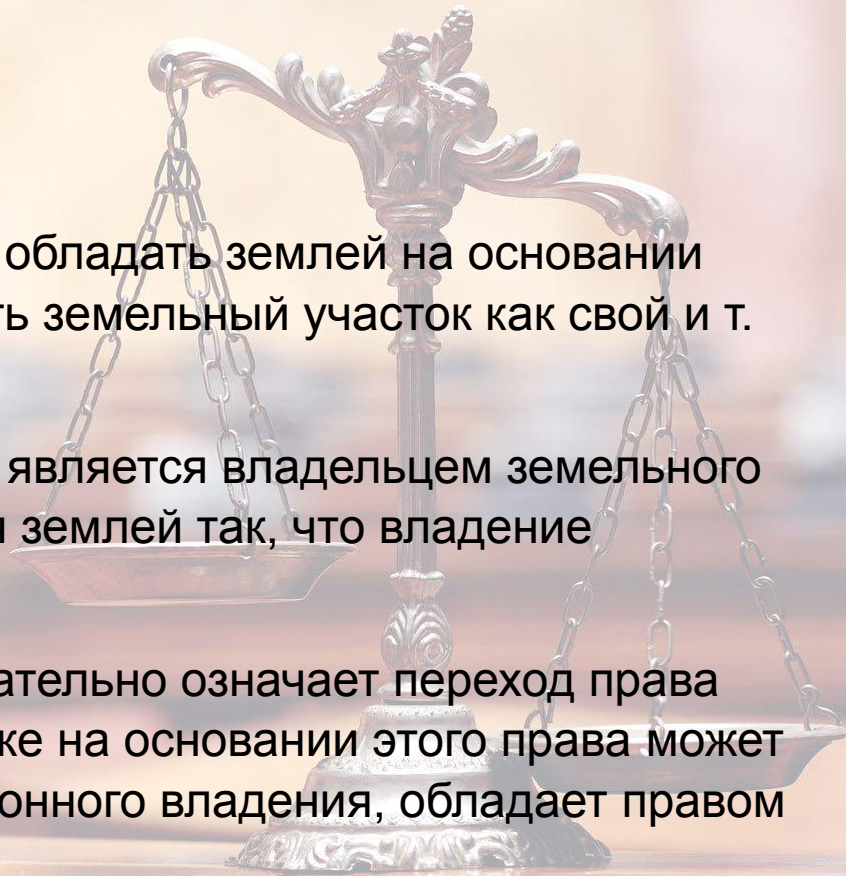 обладать землей на основании
ть земельный участок как свой и т.
является владельцем земельного
землей так, что владение
ательно означает переход права
же на основании этого права может
онного владения, обладает правом